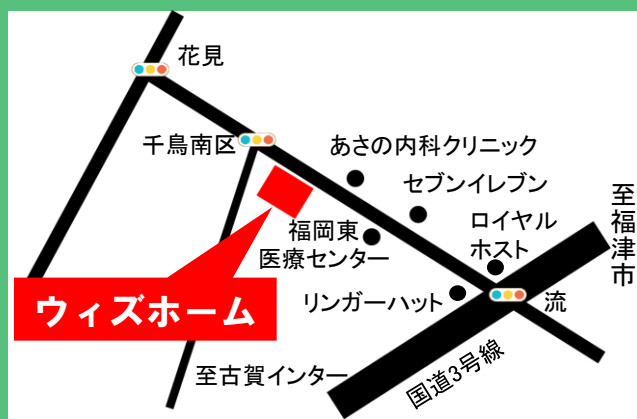 花見
千鳥南区
あさの内科クリニック
セブンイレブン
至福津市
ロイヤル
ホスト
福岡東
医療センター
リンガーハット
流
ウィズホーム
至古賀インター
国道3号線